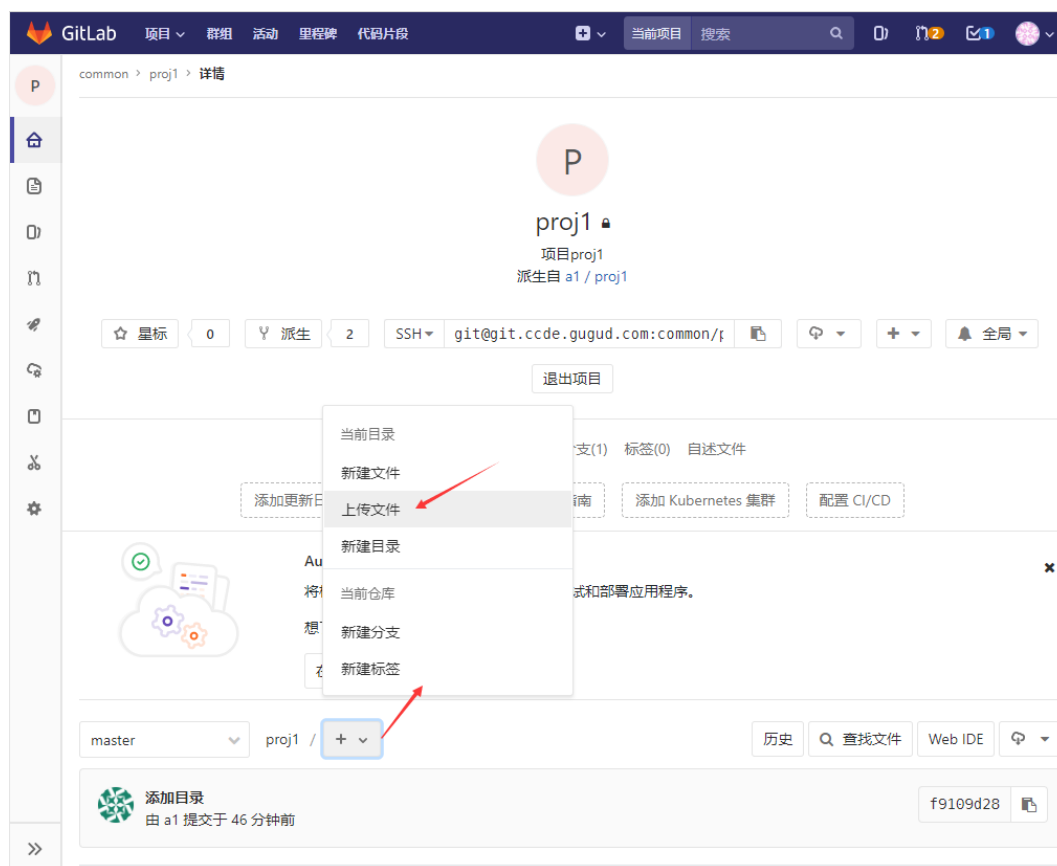 GitLab 项目 群组 活动 里程碑 代码片段 当前项目 搜索 2 1
P common › proj1 › 详情
P
proj1
项目proj1
派生自 a1 / proj1
星标 0 派生 2 SSH git@git.ccde.gugud.com:common/p 全局
退出项目
当前目录
支(1) 标签(0) 自述文件
新建文件
添加更新日 指南 添加 Kubernetes 集群 配置 CI/CD
上传文件
新建目录
Au
将 试和部署应用程序。
当前仓库
想
新建分支
在
新建标签
master proj1 / + 历史 查找文件 Web IDE
添加目录
由 a1 提交于 46 分钟前
f9109d28